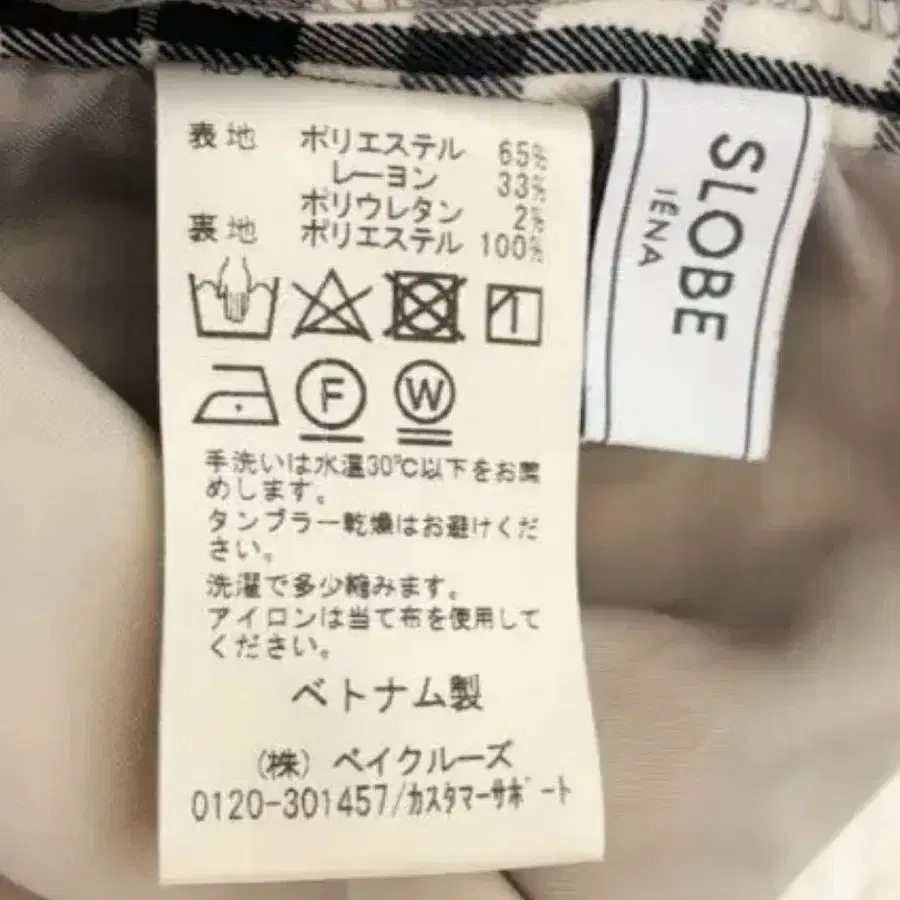 表地 ポリエステル 65%
レーヨン 33%
ポリウレタン 2%
裏地 ポリエステル 100%
F W
手洗いは水温30℃以下をお薦
めします。
タンブラー乾燥はお避けくだ
さい。
洗濯で多少縮みます。
アイロンは当て布を使用して
ください。
ベトナム製
(株) ベイクルーズ
0120-301457/カスタマーサポート
SLOBE
IÉNA